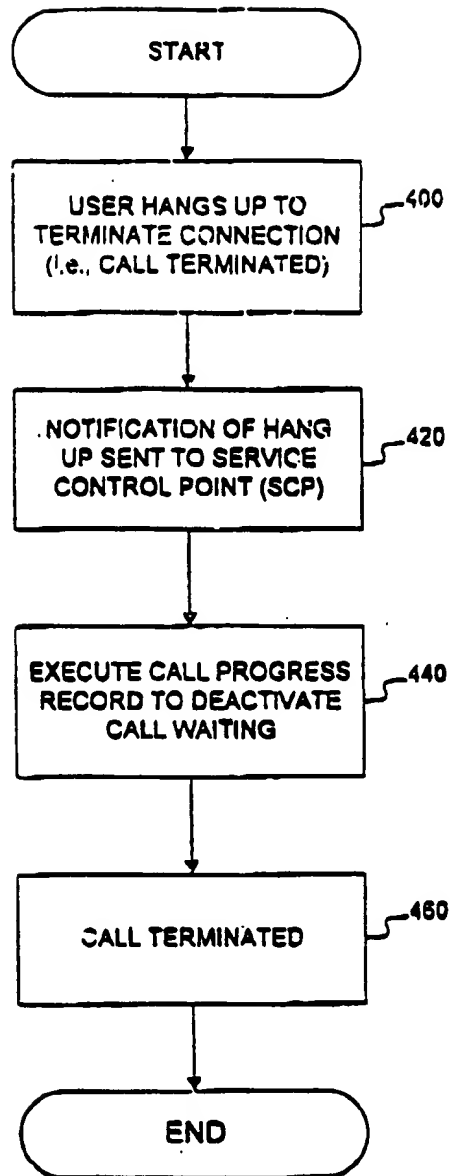 START
USER HANGS UP TO
TERMINATE CONNECTION
(i.e., CALL TERMINATED)
400
NOTIFICATION OF HANG
UP SENT TO SERVICE
CONTROL POINT (SCP)
420
EXECUTE CALL PROGRESS
RECORD TO DEACTIVATE
CALL WAITING
440
CALL TERMINATED
460
END